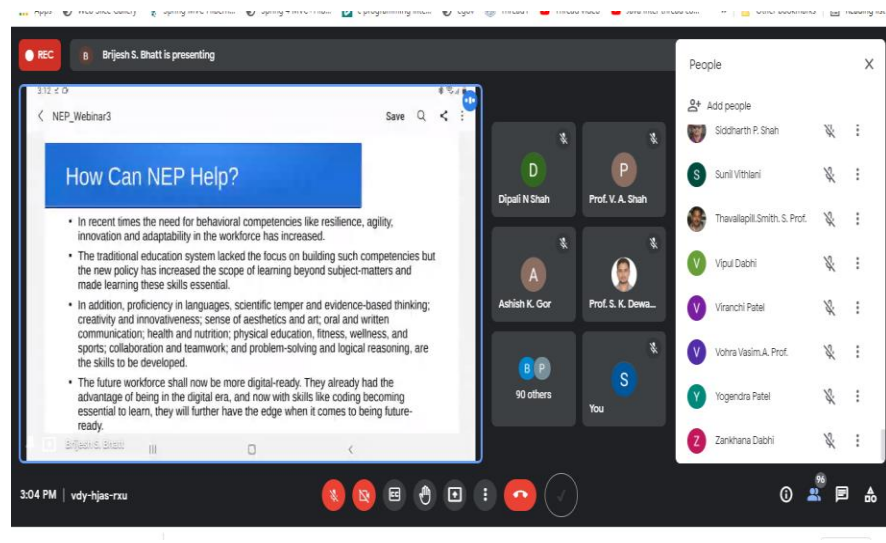 Apps
Web Slice Gallery
REC
B
Brijesh S. Bhatt is presenting
3:12
NEP_Webinar3
Save
How Can NEP Help?
• In recent times the need for behavioral competencies like resilience, agility,
innovation and adaptability in the workforce has increased.
• The traditional education system lacked the focus on building such competencies but
the new policy has increased the scope of learning beyond subject-matters and
made learning these skills essential.
• In addition, proficiency in languages, scientific temper and evidence-based thinking;
creativity and innovativeness; sense of aesthetics and art; oral and written
communication; health and nutrition; physical education, fitness, wellness, and
sports; collaboration and teamwork; and problem-solving and logical reasoning, are
the skills to be developed.
• The future workforce shall now be more digital-ready. They already had the
advantage of being in the digital era, and now with skills like coding becoming
essential to learn, they will further have the edge when it comes to being future-
ready.
Brijesh S. Bhatt
D
Dipali N Shah
P
Prof. V. A. Shah
A
Ashish K. Gor
Prof. S. K. Dewa...
B P
90 others
S
You
People
Add people
Siddharth P. Shah
S
Sunil Vithlani
Thavallapill.Smith. S. Prof.
V
Vipul Dabhi
V
Viranchi Patel
V
Vohra Vasim.A. Prof.
Y
Yogendra Patel
Z
Zankhana Dabhi
3:04 PM | vdy-hjas-rxu
96